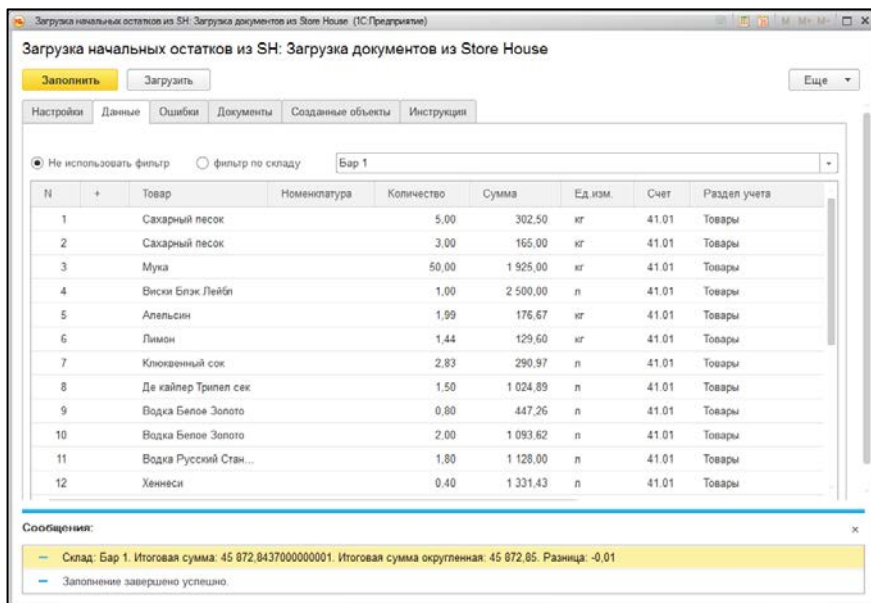 Загрузка начальных остатков из SH: Загрузка документов из Store House (1С:Предприятие) M M+ M-
Загрузка начальных остатков из SH: Загрузка документов из Store House
Заполнить Загрузить Еще
Настройки Данные Ошибки Документы Созданные объекты Инструкция
Не использовать фильтр фильтр по складу Бар 1
N + Товар Номенклатура Количество Сумма Ед.изм. Счет Раздел учета
1 Сахарный песок 5,00 302,50 кг 41.01 Товары
2 Сахарный песок 3,00 165,00 кг 41.01 Товары
3 Мука 50,00 1 925,00 кг 41.01 Товары
4 Виски Блэк Лейбл 1,00 2 500,00 л 41.01 Товары
5 Апельсин 1,99 176,67 кг 41.01 Товары
6 Лимон 1,44 129,60 кг 41.01 Товары
7 Клюквенный сок 2,83 290,97 л 41.01 Товары
8 Де кайпер Трипел сек 1,50 1 024,89 л 41.01 Товары
9 Водка Белое Золото 0,80 447,26 л 41.01 Товары
10 Водка Белое Золото 2,00 1 093,62 л 41.01 Товары
11 Водка Русский Стан... 1,80 1 128,00 л 41.01 Товары
12 Хеннеси 0,40 1 331,43 л 41.01 Товары
Сообщения:
Склад: Бар 1. Итоговая сумма: 45 872,8437000000001. Итоговая сумма округленная: 45 872,85. Разница: -0,01
Заполнение завершено успешно.